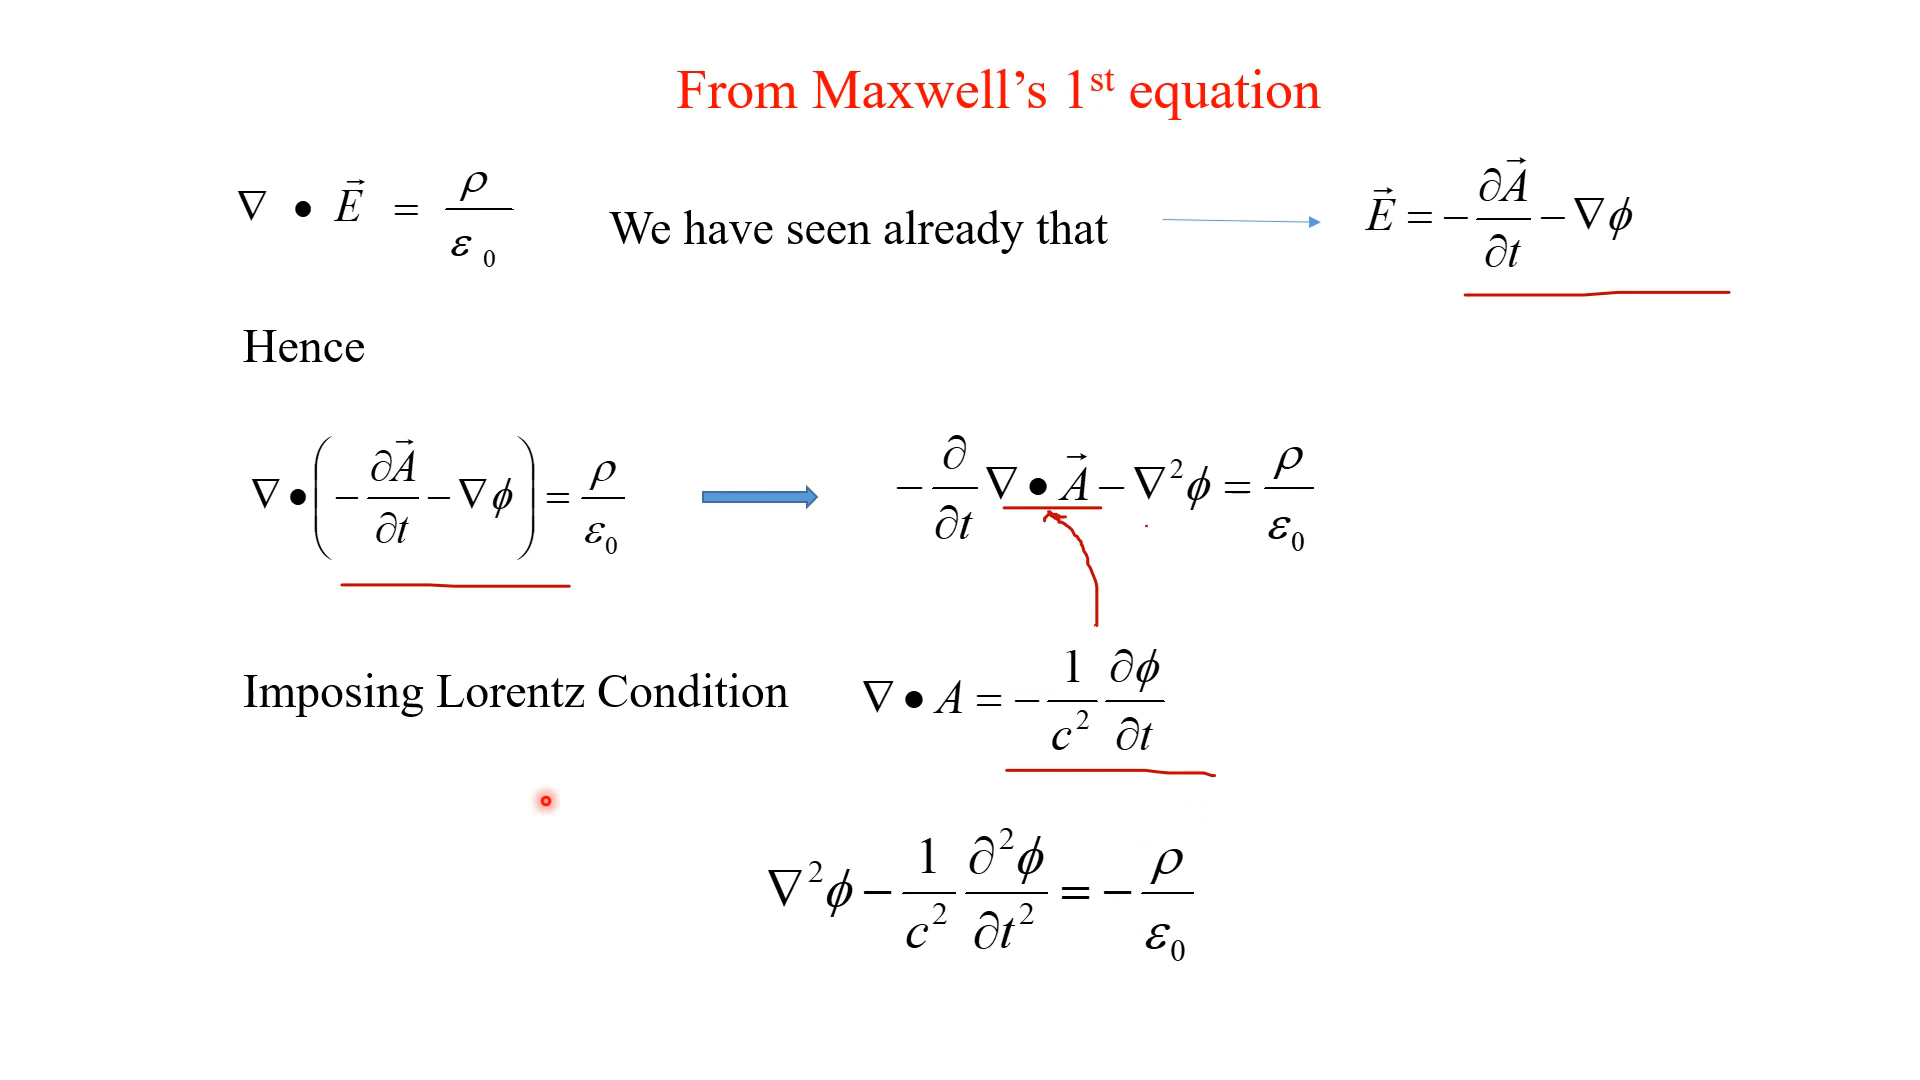 From Maxwell’s 1ˢᵗ equation
∇ • E⃗ = ρ / ε₀ We have seen already that E⃗ = − ∂A⃗/∂t − ∇ϕ
Hence
∇ • ( − ∂A⃗/∂t − ∇ϕ ) = ρ / ε₀ − ∂/∂t ∇ • A⃗ − ∇²ϕ = ρ / ε₀
Imposing Lorentz Condition ∇ • A = − 1/c² ∂ϕ/∂t
∇²ϕ − 1/c² ∂²ϕ/∂t² = − ρ / ε₀